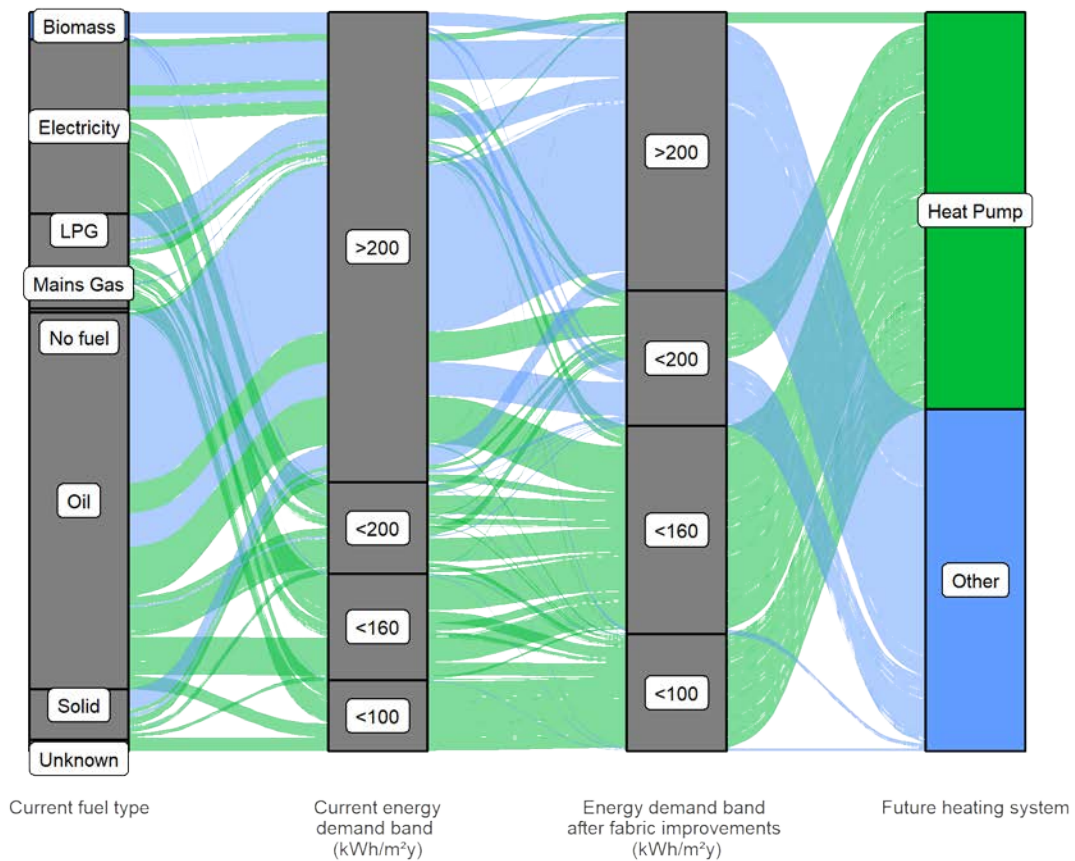 Biomass
Electricity
LPG
Mains Gas
No fuel
Oil
Solid
Unknown
>200
<200
<160
<100
>200
<200
<160
<100
Heat Pump
Other
Current fuel type
Current energy
demand band
(kWh/m²y)
Energy demand band
after fabric improvements
(kWh/m²y)
Future heating system